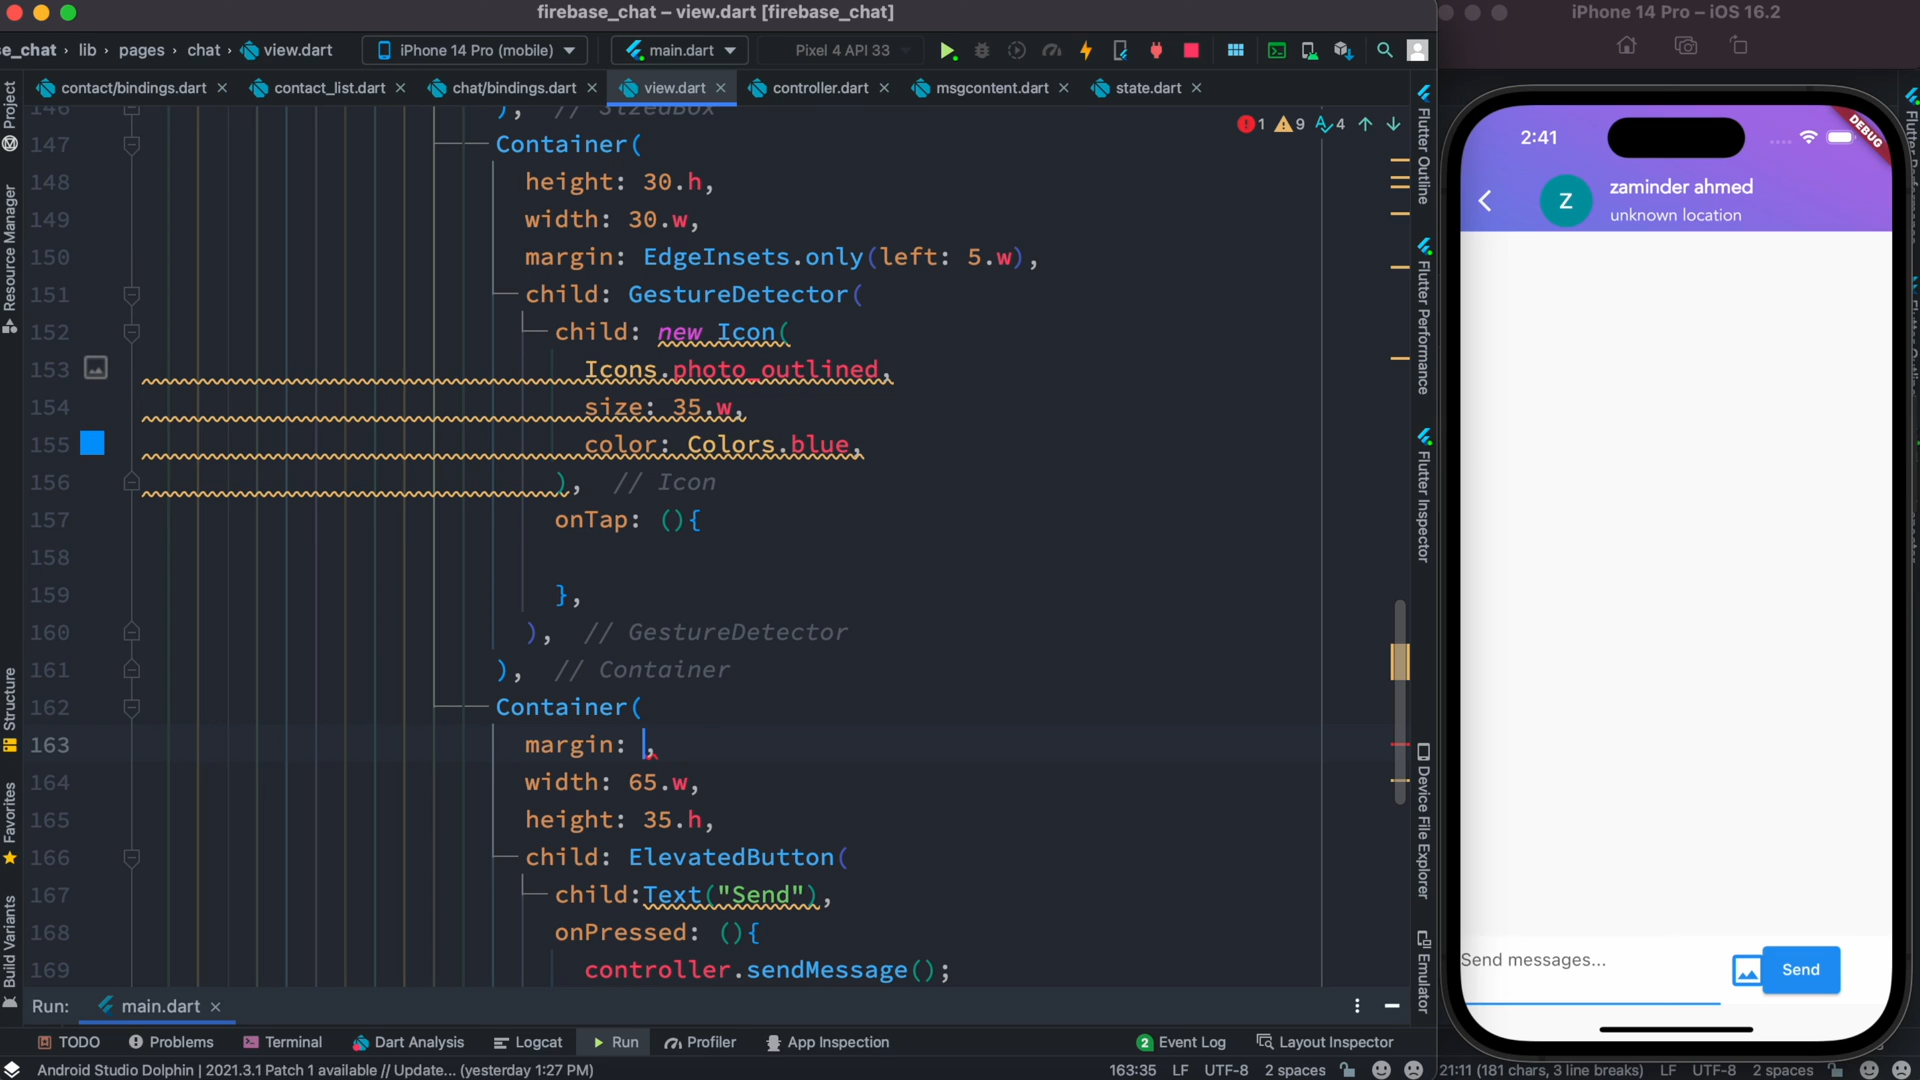 firebase_chat – view.dart [firebase_chat]
iPhone 14 Pro – iOS 16.2
se_chat › lib › pages › chat › view.dart
iPhone 14 Pro (mobile)
main.dart
Pixel 4 API 33
contact/bindings.dart
contact_list.dart
chat/bindings.dart
view.dart
controller.dart
msgcontent.dart
state.dart
146 ), // SizedBox
1 9 4
147 Container(
148 height: 30.h,
149 width: 30.w,
150 margin: EdgeInsets.only(left: 5.w),
151 child: GestureDetector(
152 child: new Icon(
153 Icons.photo_outlined,
154 size: 35.w,
155 color: Colors.blue,
156 ), // Icon
157 onTap: (){
158
159 },
160 ), // GestureDetector
161 ), // Container
162 Container(
163 margin: ,
164 width: 65.w,
165 height: 35.h,
166 child: ElevatedButton(
167 child:Text("Send"),
168 onPressed: (){
169 controller.sendMessage();
Project
Resource Manager
Structure
Favorites
Build Variants
Flutter Outline
Flutter Performance
Flutter Inspector
Device File Explorer
Emulator
2:41
DEBUG
Z
zaminder ahmed
unknown location
Send messages...
Send
Run: main.dart
TODO
Problems
Terminal
Dart Analysis
Logcat
Run
Profiler
App Inspection
2 Event Log
Layout Inspector
Android Studio Dolphin | 2021.3.1 Patch 1 available // Update... (yesterday 1:27 PM)
163:35 LF UTF-8 2 spaces
21:11 (181 chars, 3 line breaks) LF UTF-8 2 spaces